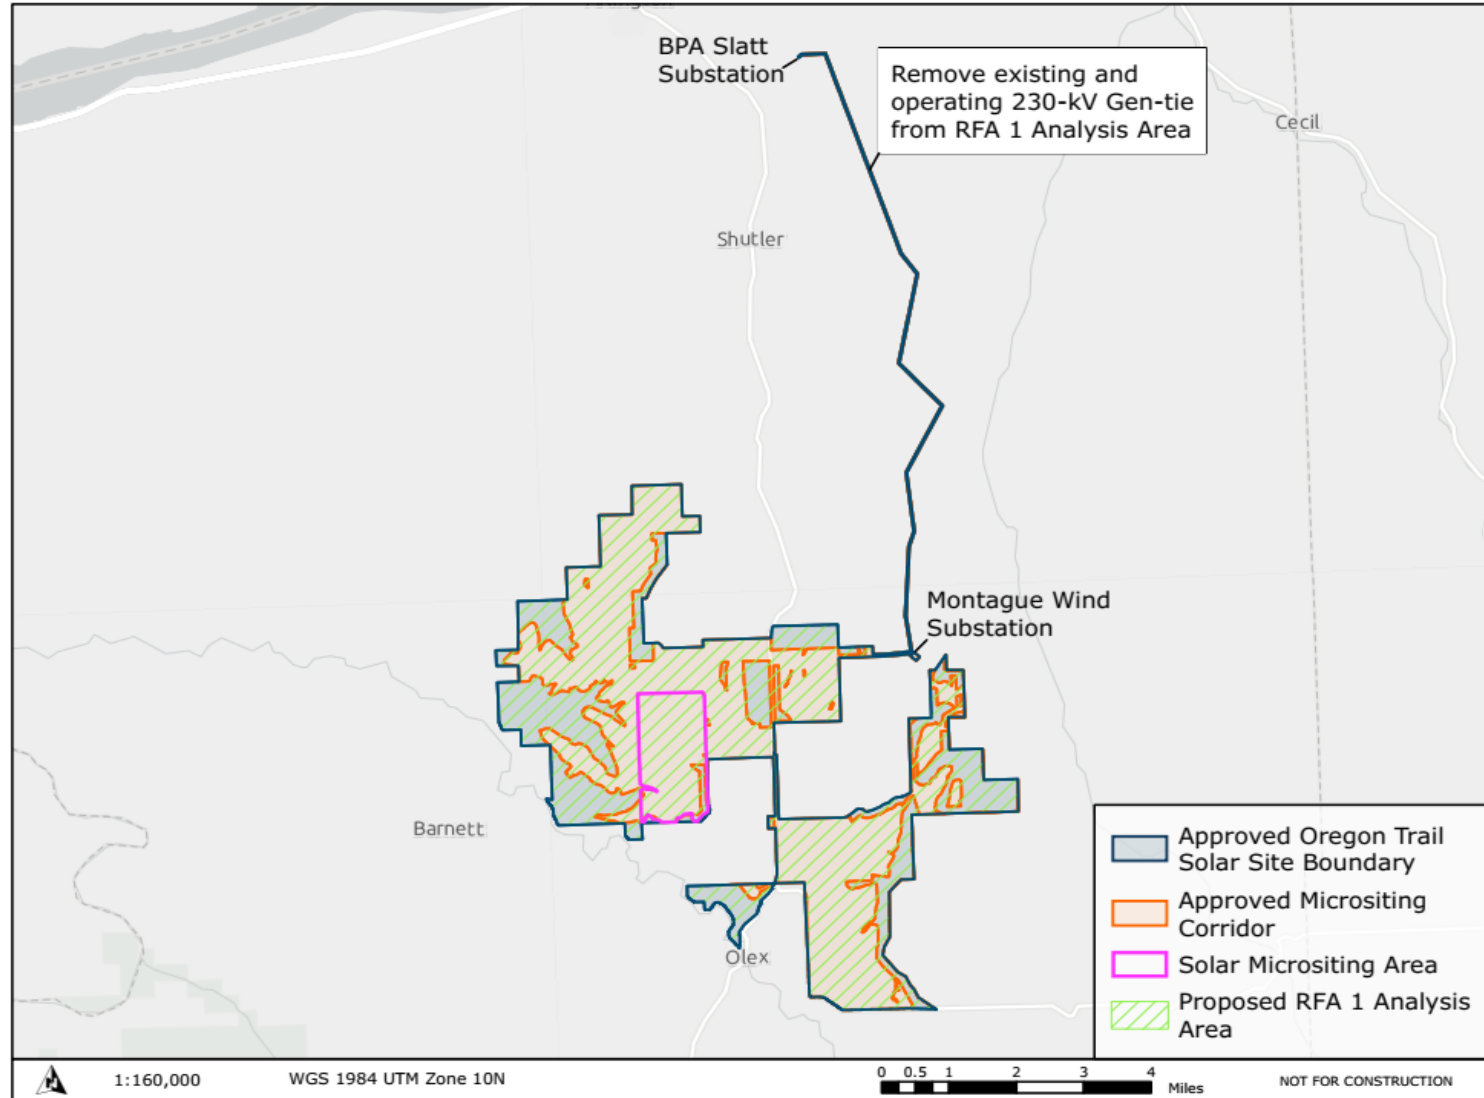 BPA Slatt
Substation
Remove existing and
operating 230-kV Gen-tie
from RFA 1 Analysis Area
Cecil
Shutler
Montague Wind
Substation
Barnett
Olex
Approved Oregon Trail
Solar Site Boundary
Approved Micrositing
Corridor
Solar Micrositing Area
Proposed RFA 1 Analysis
Area
N
1:160,000
WGS 1984 UTM Zone 10N
0 0.5 1 2 3 4
Miles
NOT FOR CONSTRUCTION